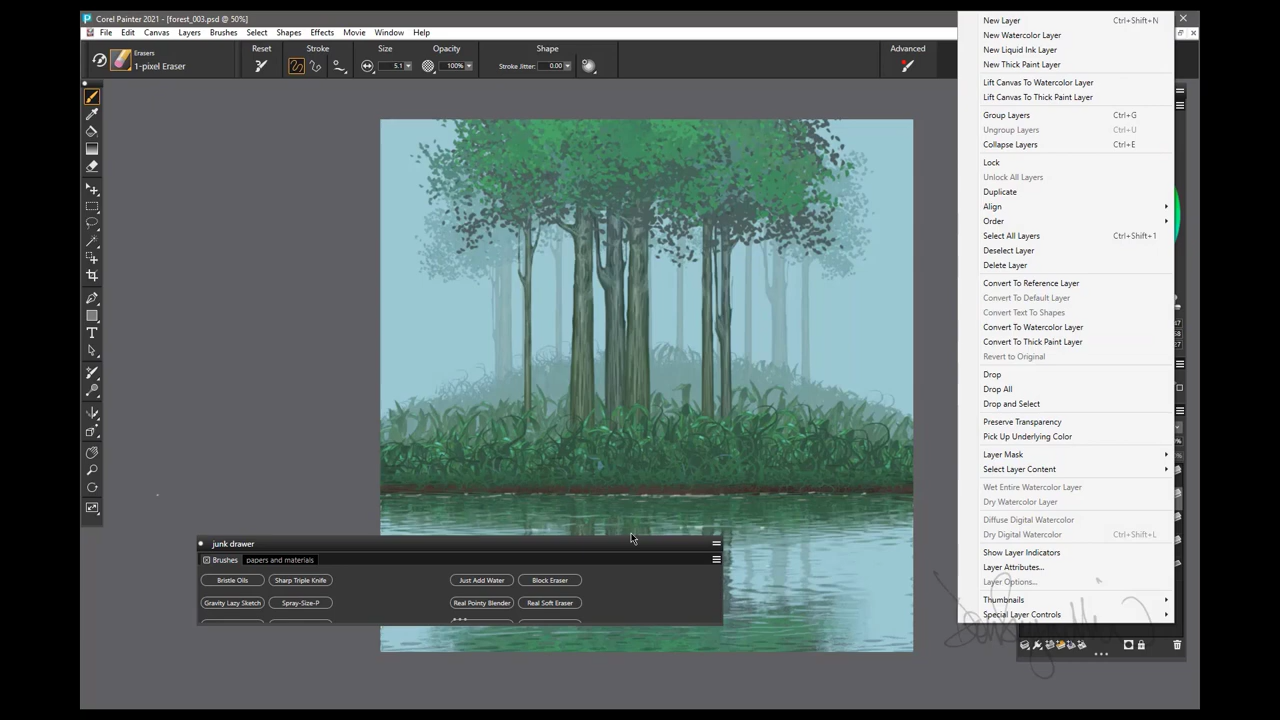 Corel Painter 2021 - [forest_003.psd @ 50%]
File Edit Canvas Layers Brushes Select Shapes Effects Movie Window Help
Erasers
1-pixel Eraser
Reset
Stroke
Size
5.1
Opacity
100%
Shape
Stroke Jitter: 0.00
Advanced
New Layer Ctrl+Shift+N
New Watercolor Layer
New Liquid Ink Layer
New Thick Paint Layer
Lift Canvas To Watercolor Layer
Lift Canvas To Thick Paint Layer
Group Layers Ctrl+G
Ungroup Layers Ctrl+U
Collapse Layers Ctrl+E
Lock
Unlock All Layers
Duplicate
Align
Order
Select All Layers Ctrl+Shift+1
Deselect Layer
Delete Layer
Convert To Reference Layer
Convert To Default Layer
Convert Text To Shapes
Convert To Watercolor Layer
Convert To Thick Paint Layer
Revert to Original
Drop
Drop All
Drop and Select
Preserve Transparency
Pick Up Underlying Color
Layer Mask
Select Layer Content
Wet Entire Watercolor Layer
Dry Watercolor Layer
Diffuse Digital Watercolor
Dry Digital Watercolor Ctrl+Shift+L
Show Layer Indicators
Layer Attributes...
Layer Options...
Thumbnails
Special Layer Controls
junk drawer
Brushes papers and materials
Bristle Oils Sharp Triple Knife Just Add Water Block Eraser
Gravity Lazy Sketch Spray-Size-P Real Pointy Blender Real Soft Eraser